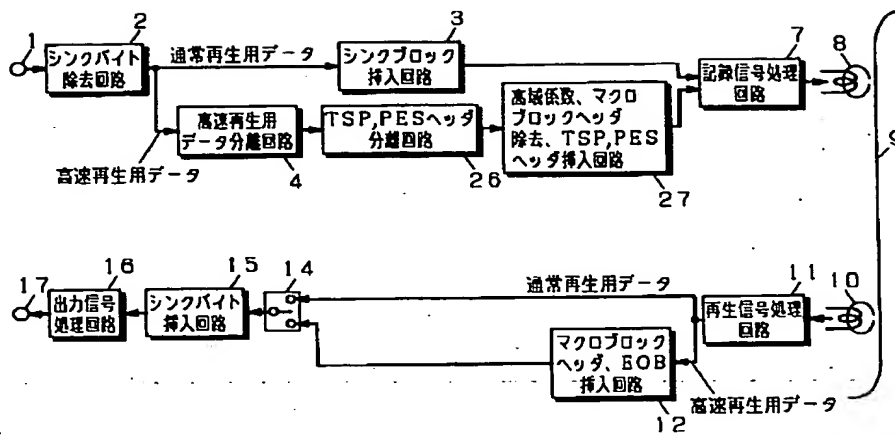 1
2
シンクバイト
除去回路
通常再生用データ
3
シンクブロック
挿入回路
7
記録信号処理
回路
8
高速再生用
データ分離回路
4
高速再生用データ
TSP,PESヘッダ
分離回路
26
高域係数、マクロ
ブロックヘッダ
除去、TSP,PES
ヘッダ挿入回路
27
9
17
16
出力信号
処理回路
15
シンクバイト
挿入回路
14
通常再生用データ
11
再生信号処理
回路
10
マクロブロック
ヘッダ、EOB
挿入回路
12
高速再生用データ